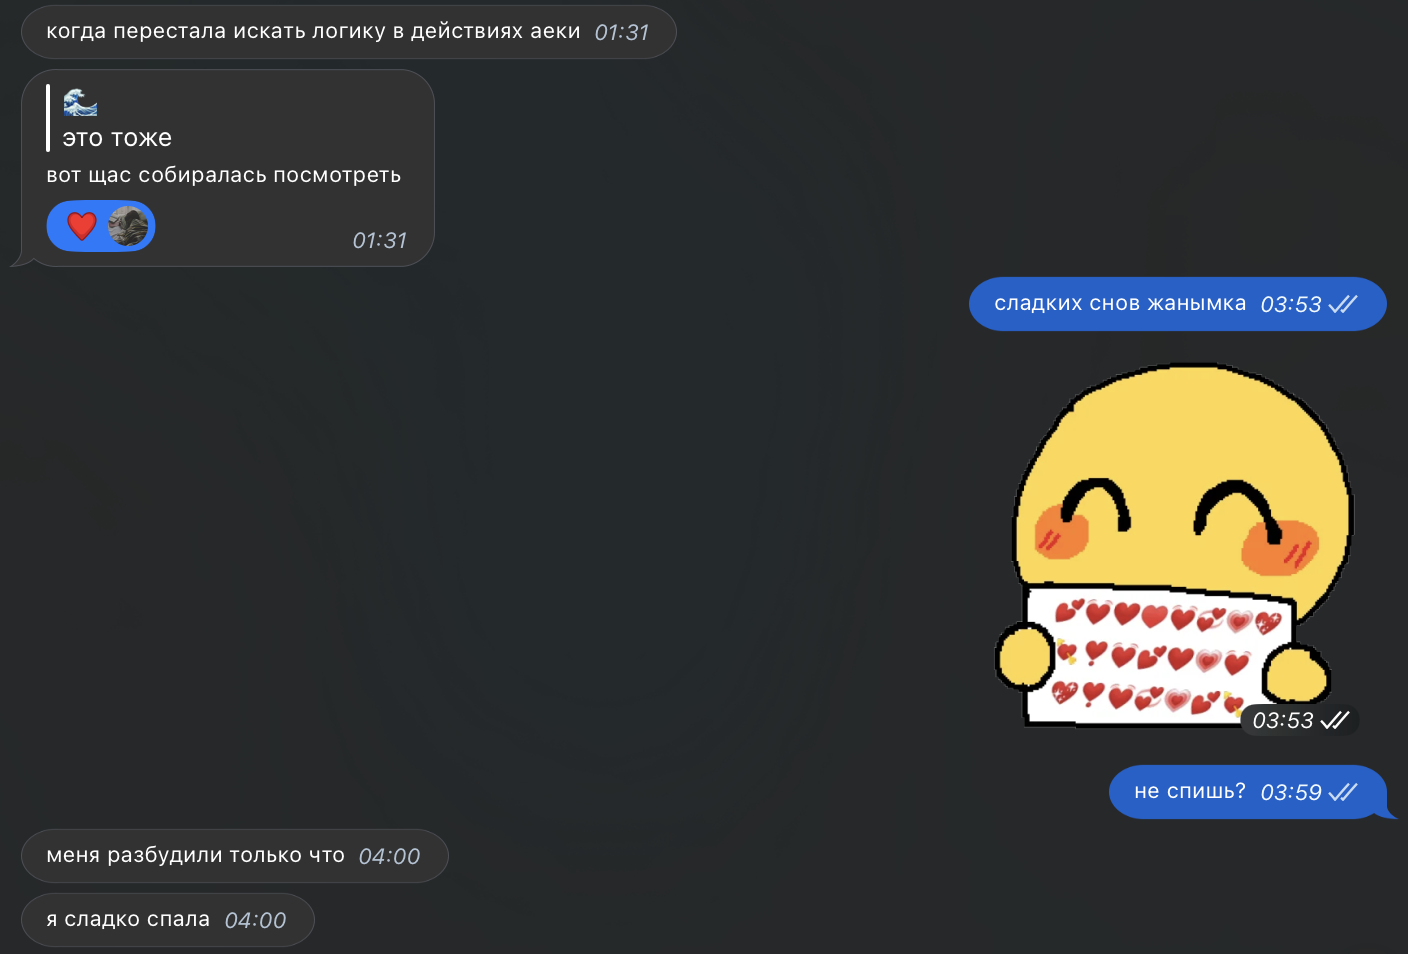 когда перестала искать логику в действиях аеки 01:31
🌊
это тоже
вот щас собиралась посмотреть
01:31
сладких снов жанымка 03:53
03:53
не спишь? 03:59
меня разбудили только что 04:00
я сладко спала 04:00